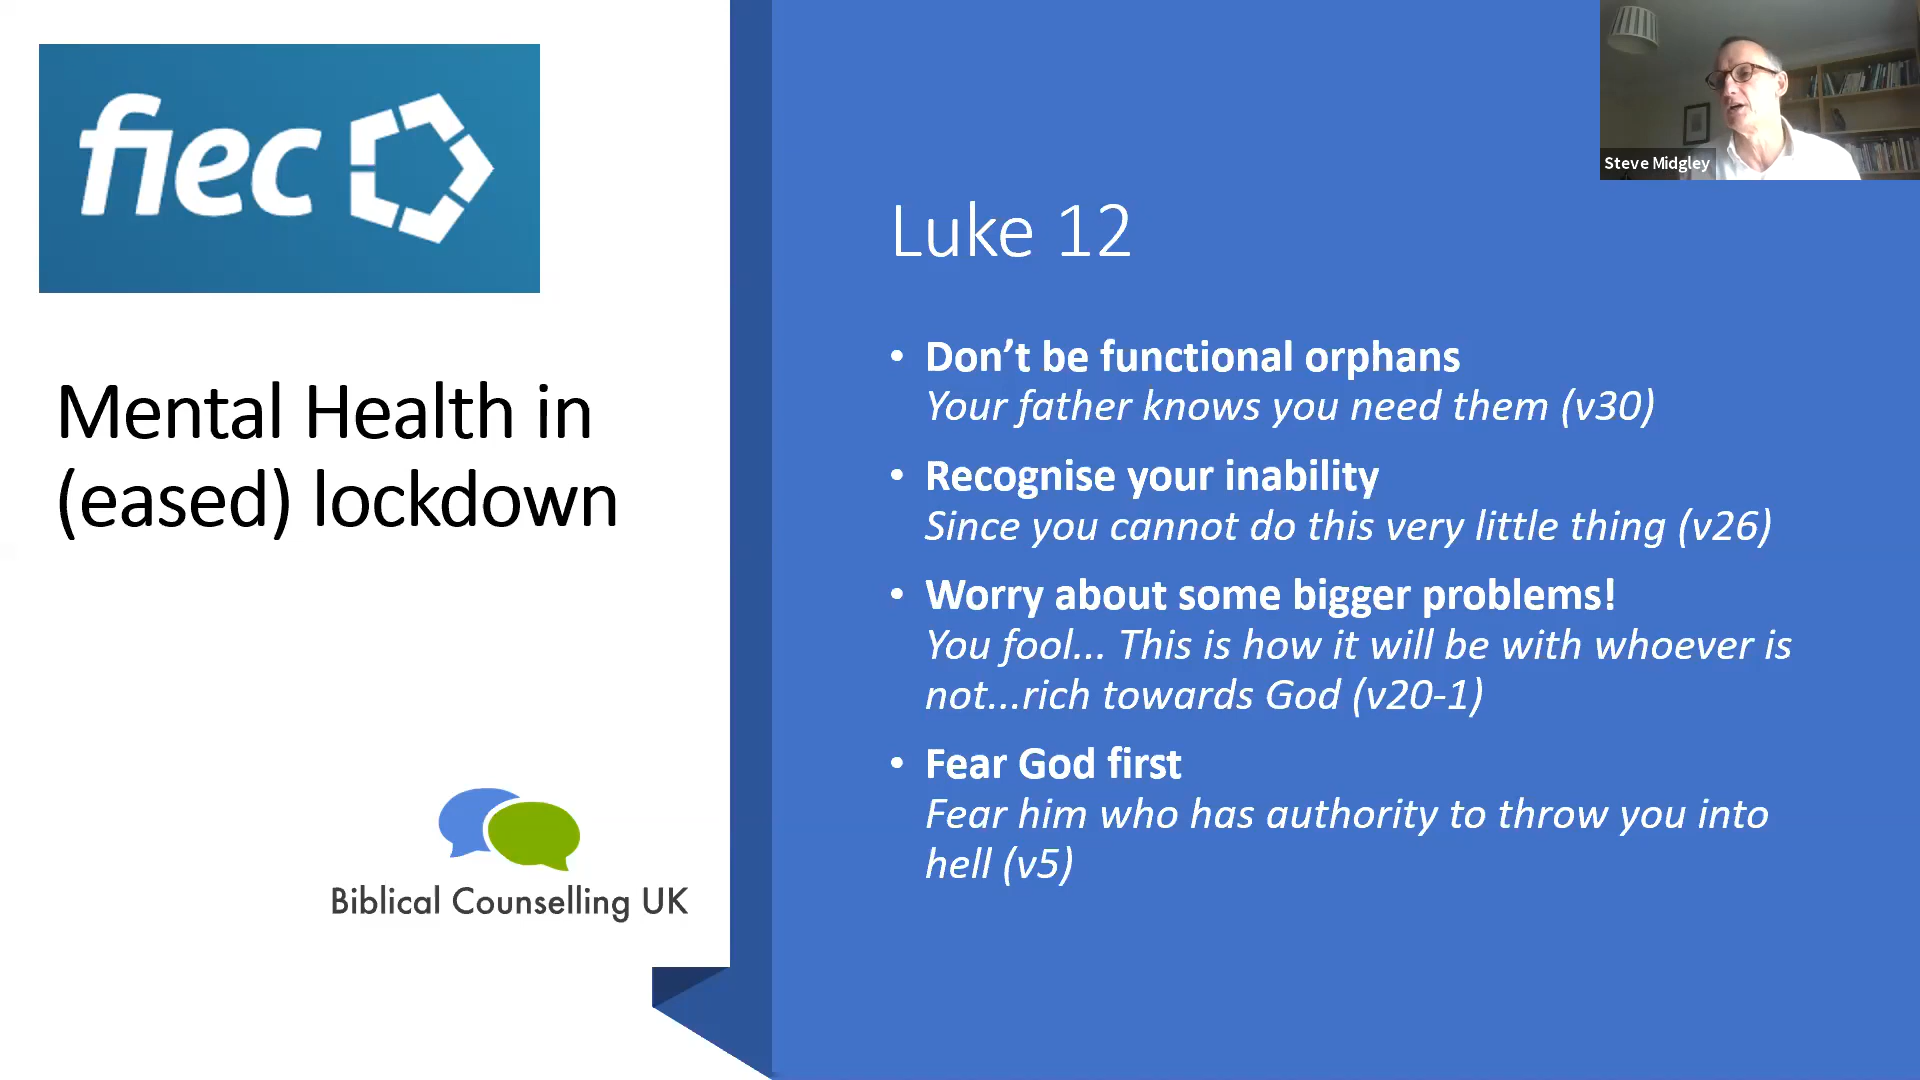 fiec
Mental Health in
(eased) lockdown
Biblical Counselling UK
Luke 12
• Don’t be functional orphans
Your father knows you need them (v30)
• Recognise your inability
Since you cannot do this very little thing (v26)
• Worry about some bigger problems!
You fool... This is how it will be with whoever is
not...rich towards God (v20-1)
• Fear God first
Fear him who has authority to throw you into
hell (v5)
Steve Midgley